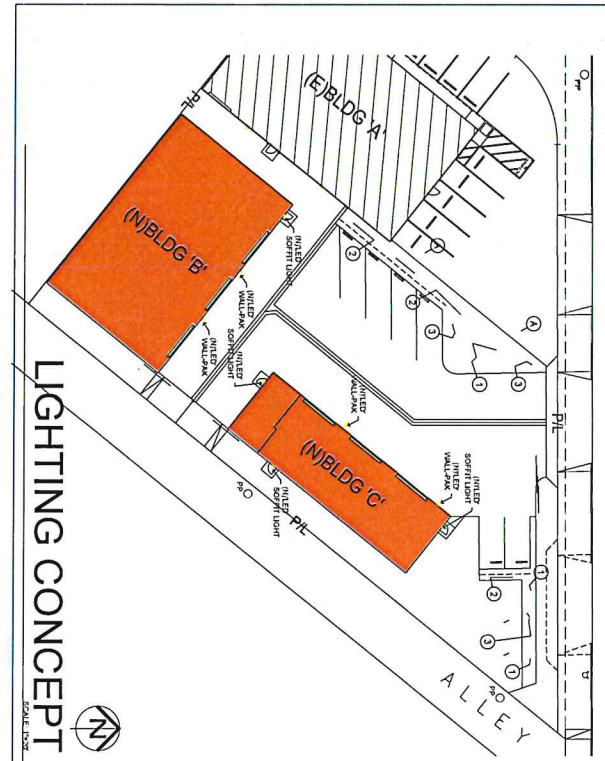 (E)BLDG 'A'
P/L
(N)BLDG 'B'
(N)LED
SOFFIT LIGHT
(N)LED
WALL-PAK
(N)LED
WALL-PAK
(N)LED
SOFFIT LIGHT
(N)LED
WALL-PAK
(N)BLDG 'C'
(N)LED
WALL-PAK
(N)LED
SOFFIT LIGHT
(N)LED
SOFFIT LIGHT
P/L
PP
2
2
3
A
A
1
3
P/L
1
2
3
1
PP
ALLEY
LIGHTING CONCEPT
N
SCALE: 1"=20'